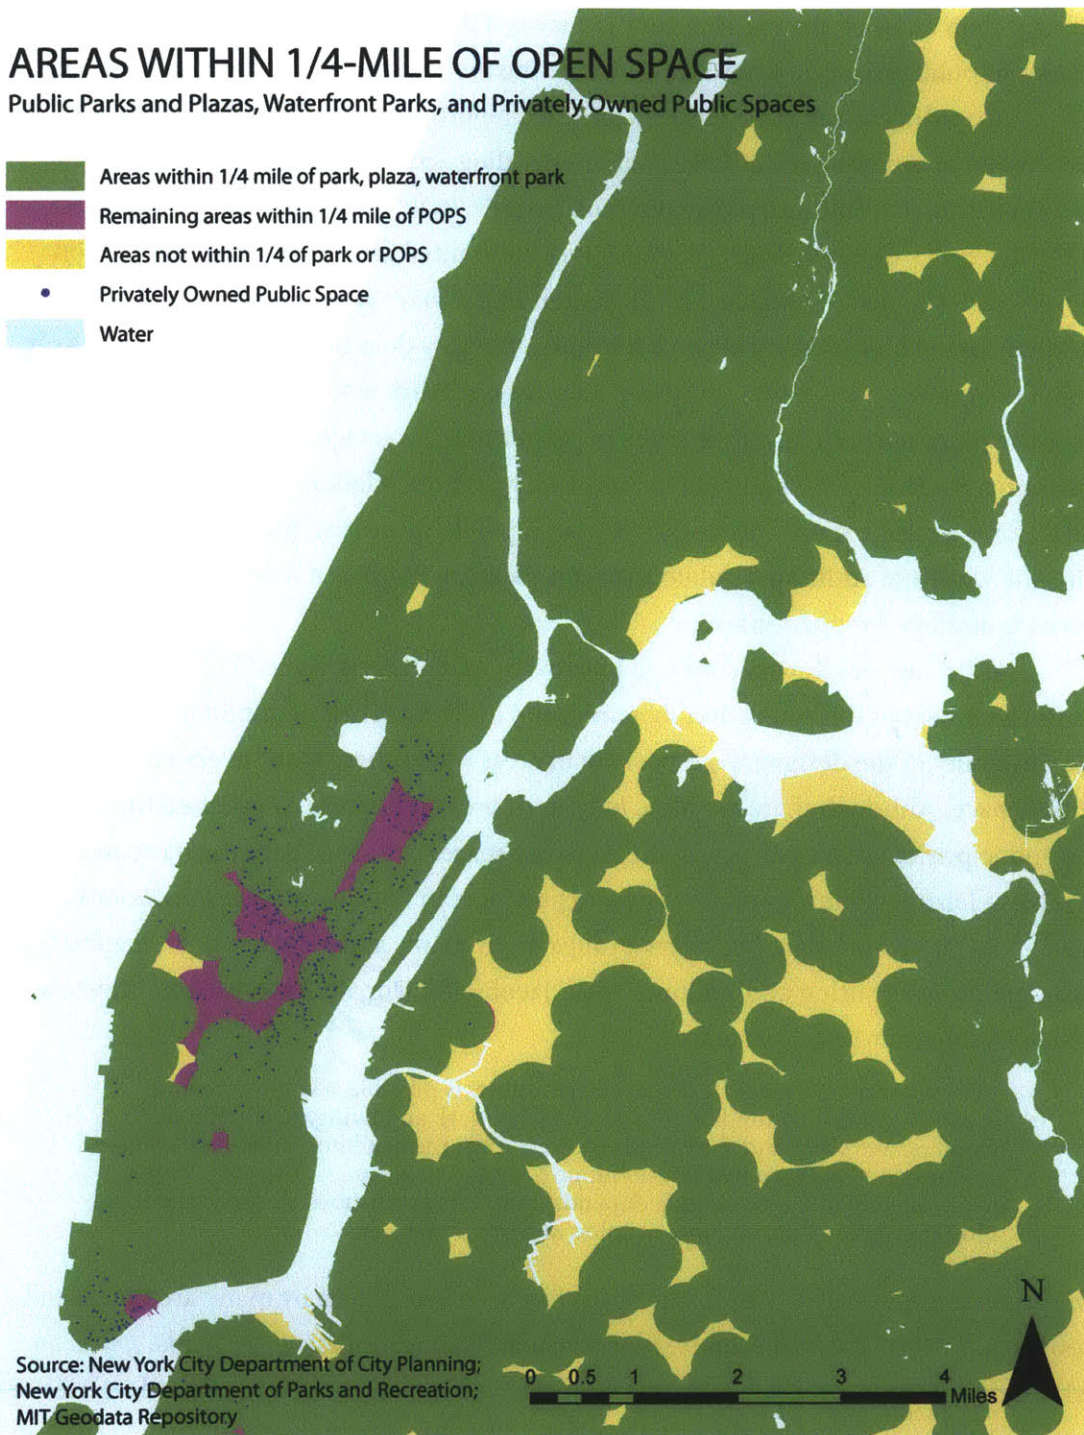 AREAS WITHIN 1/4-MILE OF OPEN SPACE
Public Parks and Plazas, Waterfront Parks, and Privately Owned Public Spaces
Areas within 1/4 mile of park, plaza, waterfront park
Remaining areas within 1/4 mile of POPS
Areas not within 1/4 of park or POPS
Privately Owned Public Space
Water
N
Source: New York City Department of City Planning;
New York City Department of Parks and Recreation;
MIT Geodata Repository
0 0.5 1 2 3 4
Miles